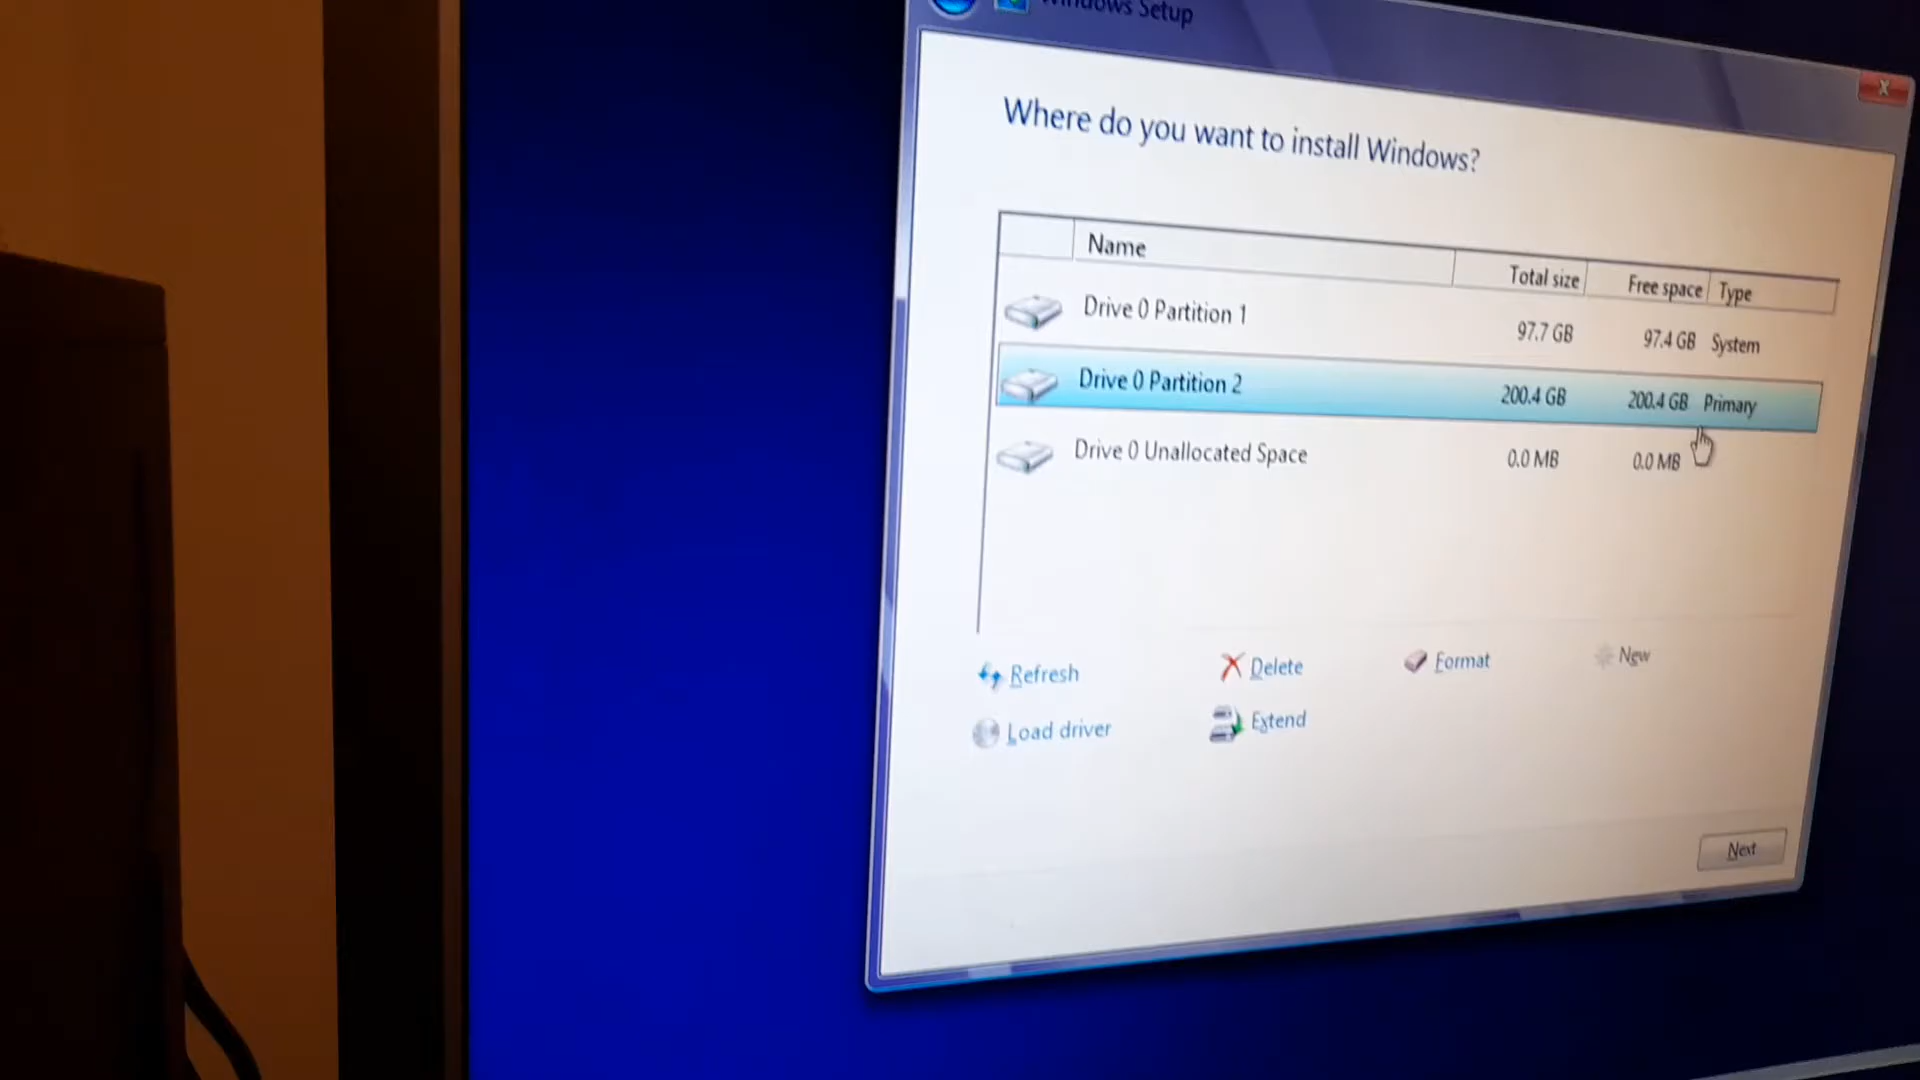 Windows Setup
Where do you want to install Windows?
Name Total size Free space Type
Drive 0 Partition 1 97.7 GB 97.4 GB System
Drive 0 Partition 2 200.4 GB 200.4 GB Primary
Drive 0 Unallocated Space 0.0 MB 0.0 MB
Refresh Delete Format New
Load driver Extend
Next